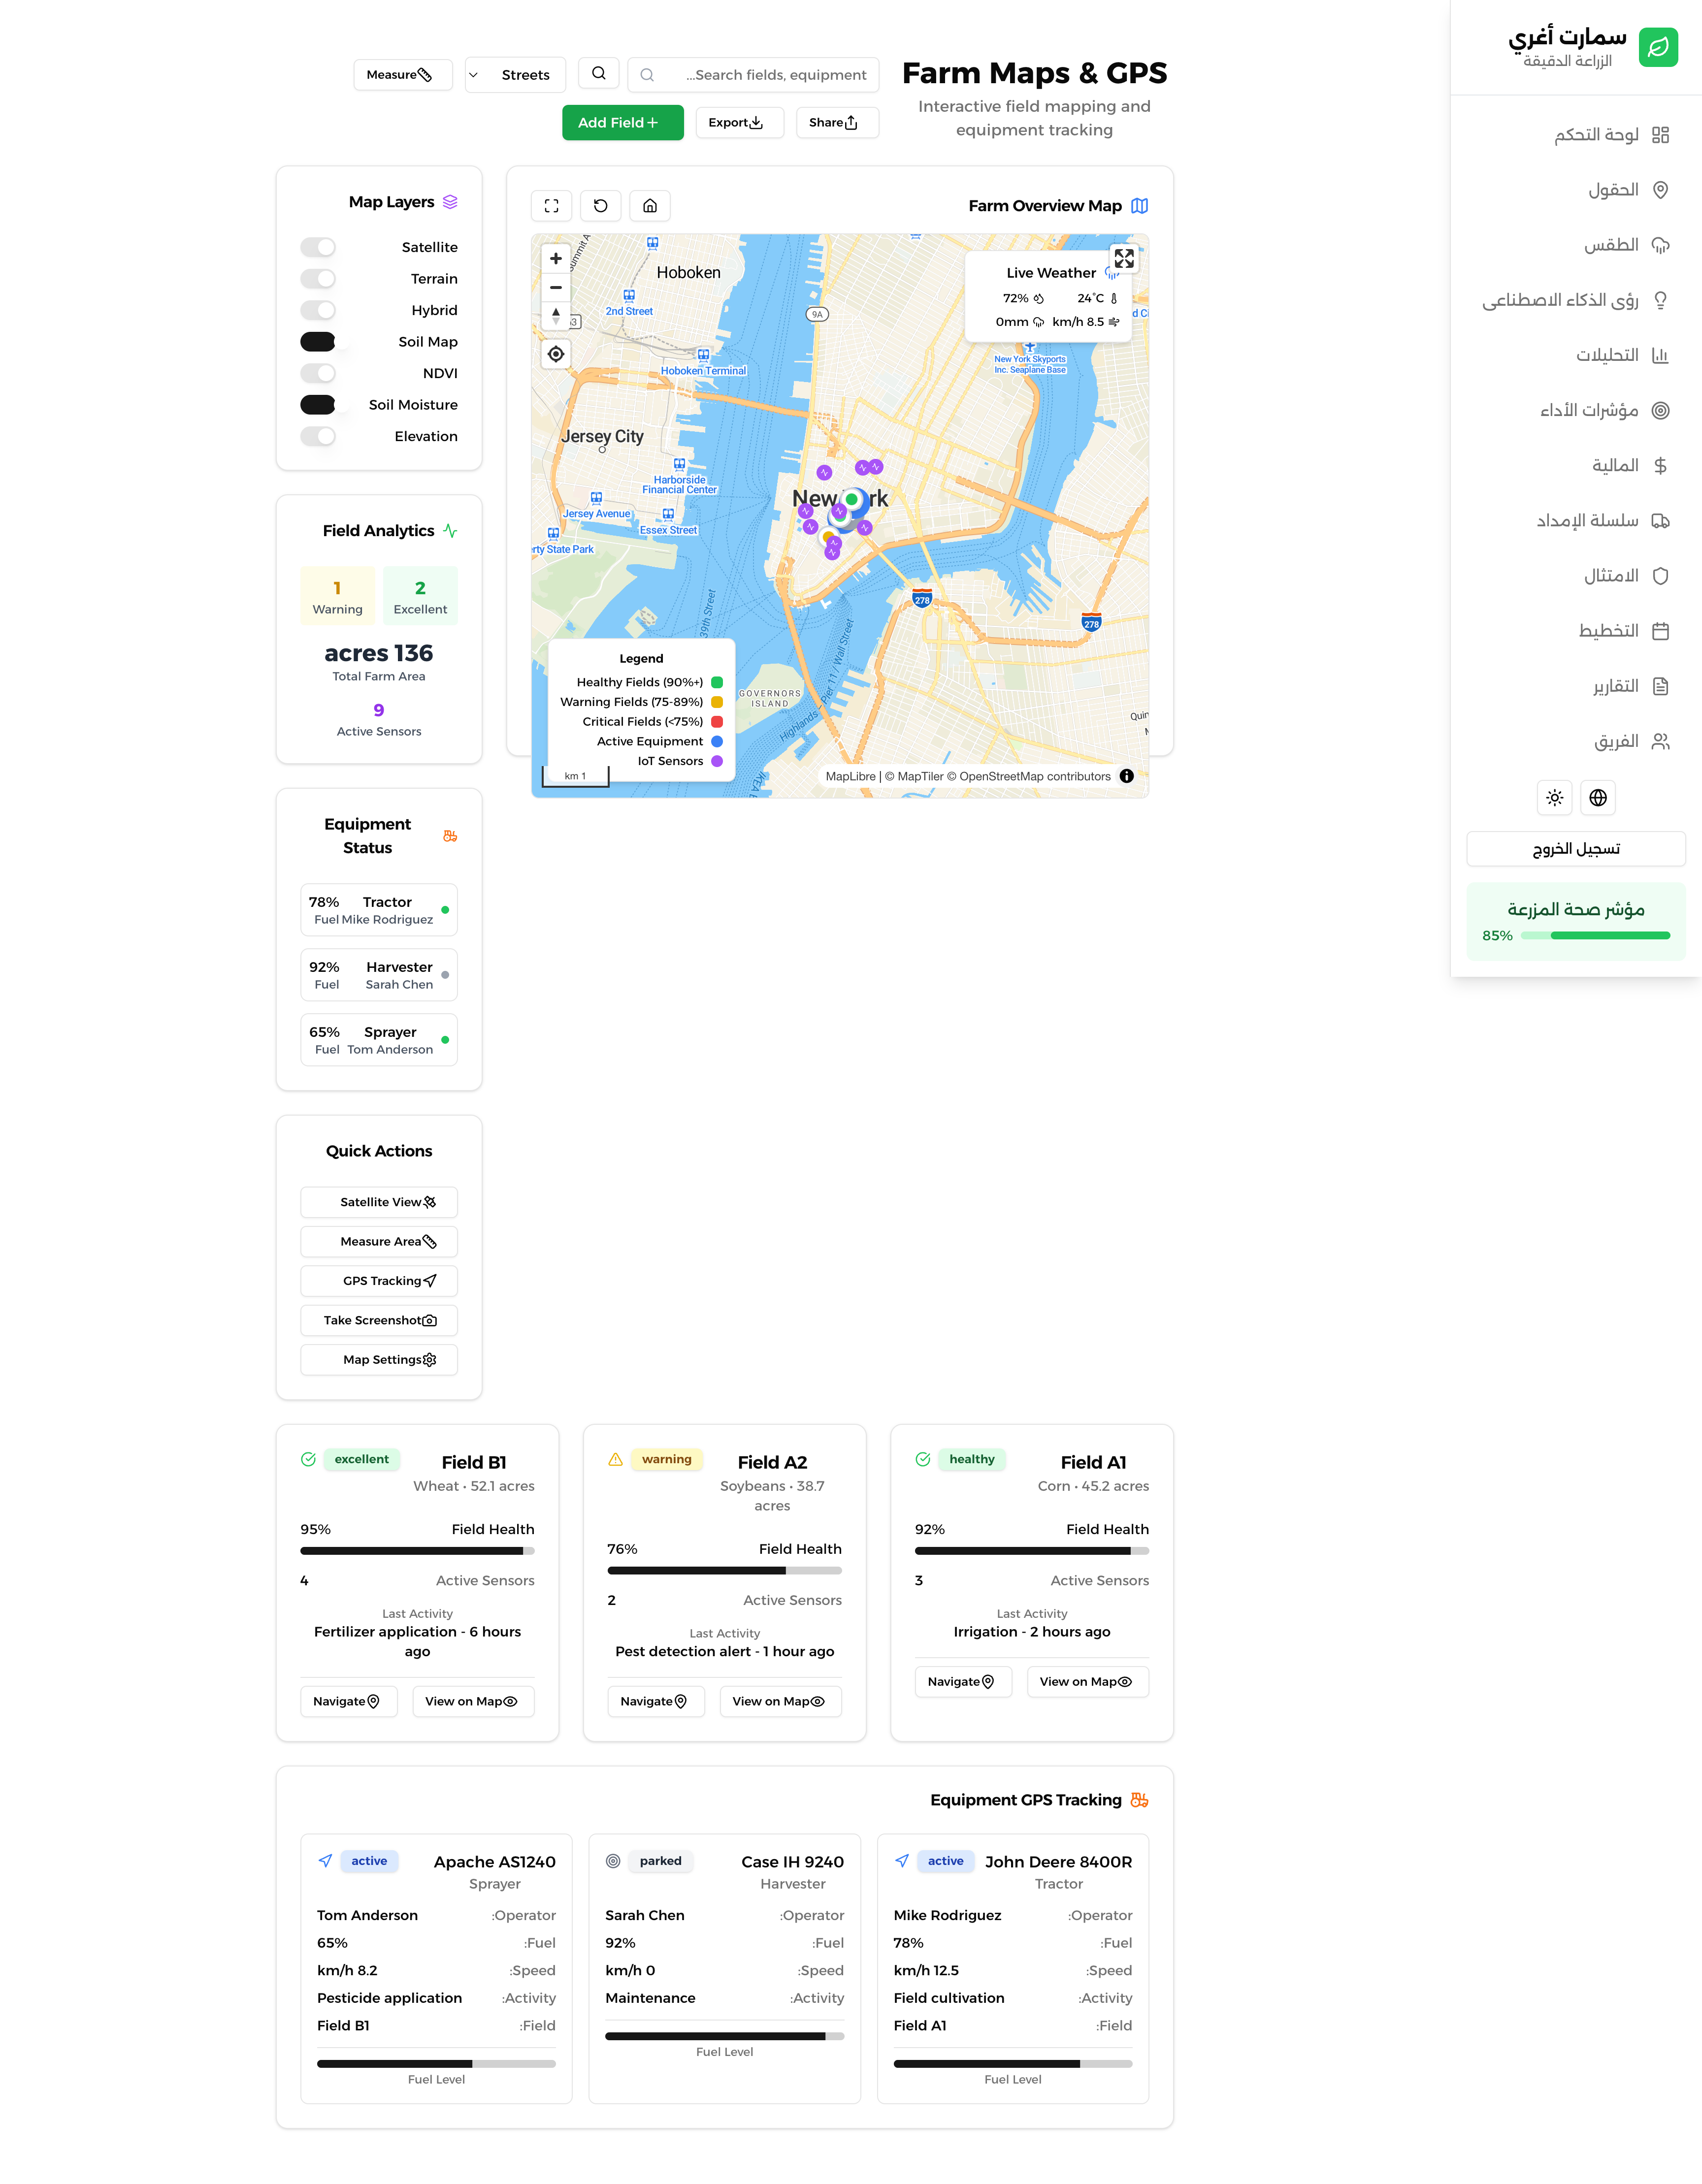 سمارت أغري
الزراعة الدقيقة
لوحة التحكم
الحقول
الطقس
رؤى الذكاء الاصطناعي
التحليلات
مؤشرات الأداء
المالية
سلسلة الإمداد
الامتثال
التخطيط
التقارير
الفريق
تسجيل الخروج
مؤشر صحة المزرعة
85%
Farm Maps & GPS
Interactive field mapping and
equipment tracking
...Search fields, equipment
Streets
Measure
Share
Export
Add Field
Farm Overview Map
Hoboken
2nd Street
9A
Hoboken Terminal
Jersey City
Harborside
Financial Center
Jersey Avenue
Essex Street
rty State Park
New York Skyports
Inc. Seaplane Base
278
278
39th Street
Pier 11 / Wall Street
Highlands
GOVERNORS
ISLAND
Live Weather
24°C
72%
km/h 8.5
0mm
Legend
Healthy Fields (90%+)
Warning Fields (75-89%)
Critical Fields (<75%)
Active Equipment
IoT Sensors
km 1
MapLibre | © MapTiler © OpenStreetMap contributors
Map Layers
Satellite
Terrain
Hybrid
Soil Map
NDVI
Soil Moisture
Elevation
Field Analytics
2
Excellent
1
Warning
acres 136
Total Farm Area
9
Active Sensors
Equipment
Status
Tractor
Mike Rodriguez
78%
Fuel
Harvester
Sarah Chen
92%
Fuel
Sprayer
Tom Anderson
65%
Fuel
Quick Actions
Satellite View
Measure Area
GPS Tracking
Take Screenshot
Map Settings
Field A1
Corn • 45.2 acres
healthy
Field Health
92%
Active Sensors
3
Last Activity
Irrigation - 2 hours ago
View on Map
Navigate
Field A2
Soybeans • 38.7
acres
warning
Field Health
76%
Active Sensors
2
Last Activity
Pest detection alert - 1 hour ago
View on Map
Navigate
Field B1
Wheat • 52.1 acres
excellent
Field Health
95%
Active Sensors
4
Last Activity
Fertilizer application - 6 hours
ago
View on Map
Navigate
Equipment GPS Tracking
John Deere 8400R
Tractor
active
:Operator
Mike Rodriguez
:Fuel
78%
:Speed
km/h 12.5
:Activity
Field cultivation
:Field
Field A1
Fuel Level
Case IH 9240
Harvester
parked
:Operator
Sarah Chen
:Fuel
92%
:Speed
km/h 0
:Activity
Maintenance
Fuel Level
Apache AS1240
Sprayer
active
:Operator
Tom Anderson
:Fuel
65%
:Speed
km/h 8.2
:Activity
Pesticide application
:Field
Field B1
Fuel Level